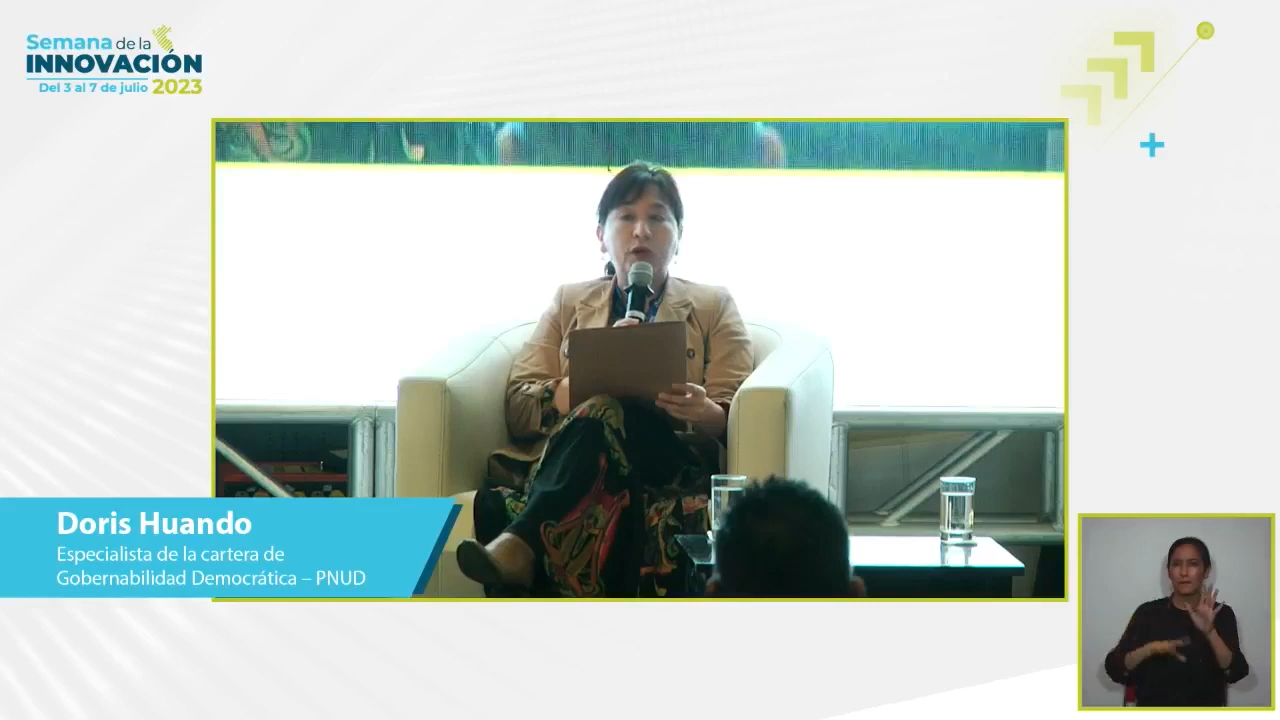 Semana de la
INNOVACIÓN
Del 3 al 7 de julio 2023
Doris Huando
Especialista de la cartera de
Gobernabilidad Democrática – PNUD